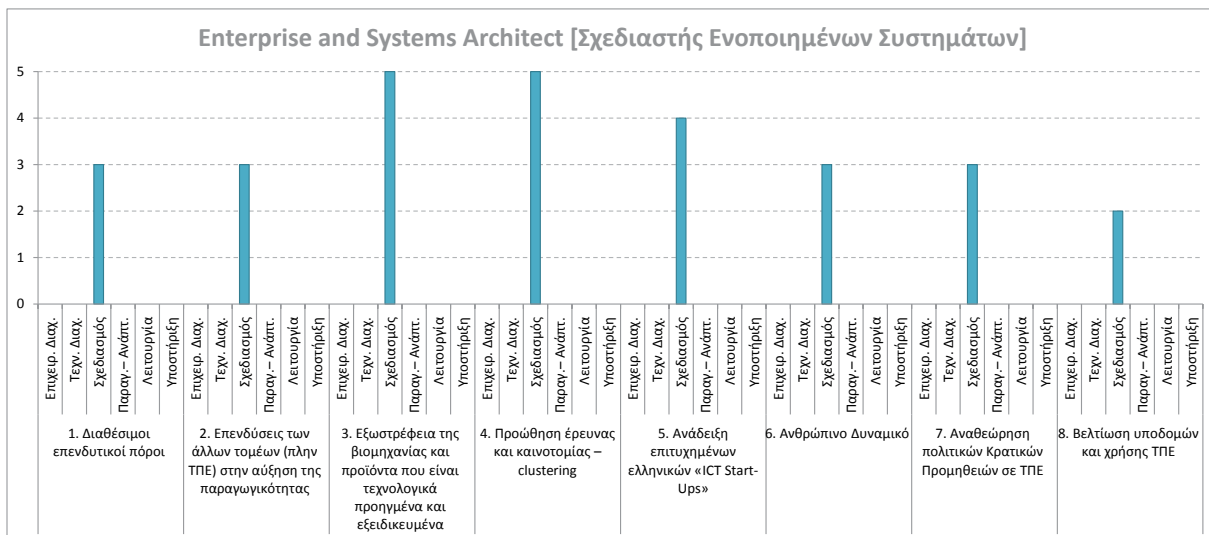 Enterprise and Systems Architect [Σχεδιαστής Ενοποιημένων Συστημάτων]
5
4
3
2
1
0
Επιχειρ. Διαχ.
Τεχν. Διαχ.
Σχεδιασμός
Παραγ.– Ανάπτ.
Λειτουργία
Υποστήριξη
Επιχειρ. Διαχ.
Τεχν. Διαχ.
Σχεδιασμός
Παραγ.– Ανάπτ.
Λειτουργία
Υποστήριξη
Επιχειρ. Διαχ.
Τεχν. Διαχ.
Σχεδιασμός
Παραγ.– Ανάπτ.
Λειτουργία
Υποστήριξη
Επιχειρ. Διαχ.
Τεχν. Διαχ.
Σχεδιασμός
Παραγ.– Ανάπτ.
Λειτουργία
Υποστήριξη
Επιχειρ. Διαχ.
Τεχν. Διαχ.
Σχεδιασμός
Παραγ.– Ανάπτ.
Λειτουργία
Υποστήριξη
Επιχειρ. Διαχ.
Τεχν. Διαχ.
Σχεδιασμός
Παραγ.– Ανάπτ.
Λειτουργία
Υποστήριξη
Επιχειρ. Διαχ.
Τεχν. Διαχ.
Σχεδιασμός
Παραγ.– Ανάπτ.
Λειτουργία
Υποστήριξη
Επιχειρ. Διαχ.
Τεχν. Διαχ.
Σχεδιασμός
Παραγ.– Ανάπτ.
Λειτουργία
Υποστήριξη
1. Διαθέσιμοι
επενδυτικοί πόροι
2. Επενδύσεις των
άλλων τομέων (πλην
ΤΠΕ) στην αύξηση της
παραγωγικότητας
3. Εξωστρέφεια της
βιομηχανίας και
προϊόντα που είναι
τεχνολογικά
προηγμένα και
εξειδικευμένα
4. Προώθηση έρευνας
και καινοτομίας –
clustering
5. Ανάδειξη
επιτυχημένων
ελληνικών «ICT Start-
Ups»
6. Ανθρώπινο Δυναμικό
7. Αναθεώρηση
πολιτικών Κρατικών
Προμηθειών σε ΤΠΕ
8. Βελτίωση υποδομών
και χρήσης ΤΠΕ